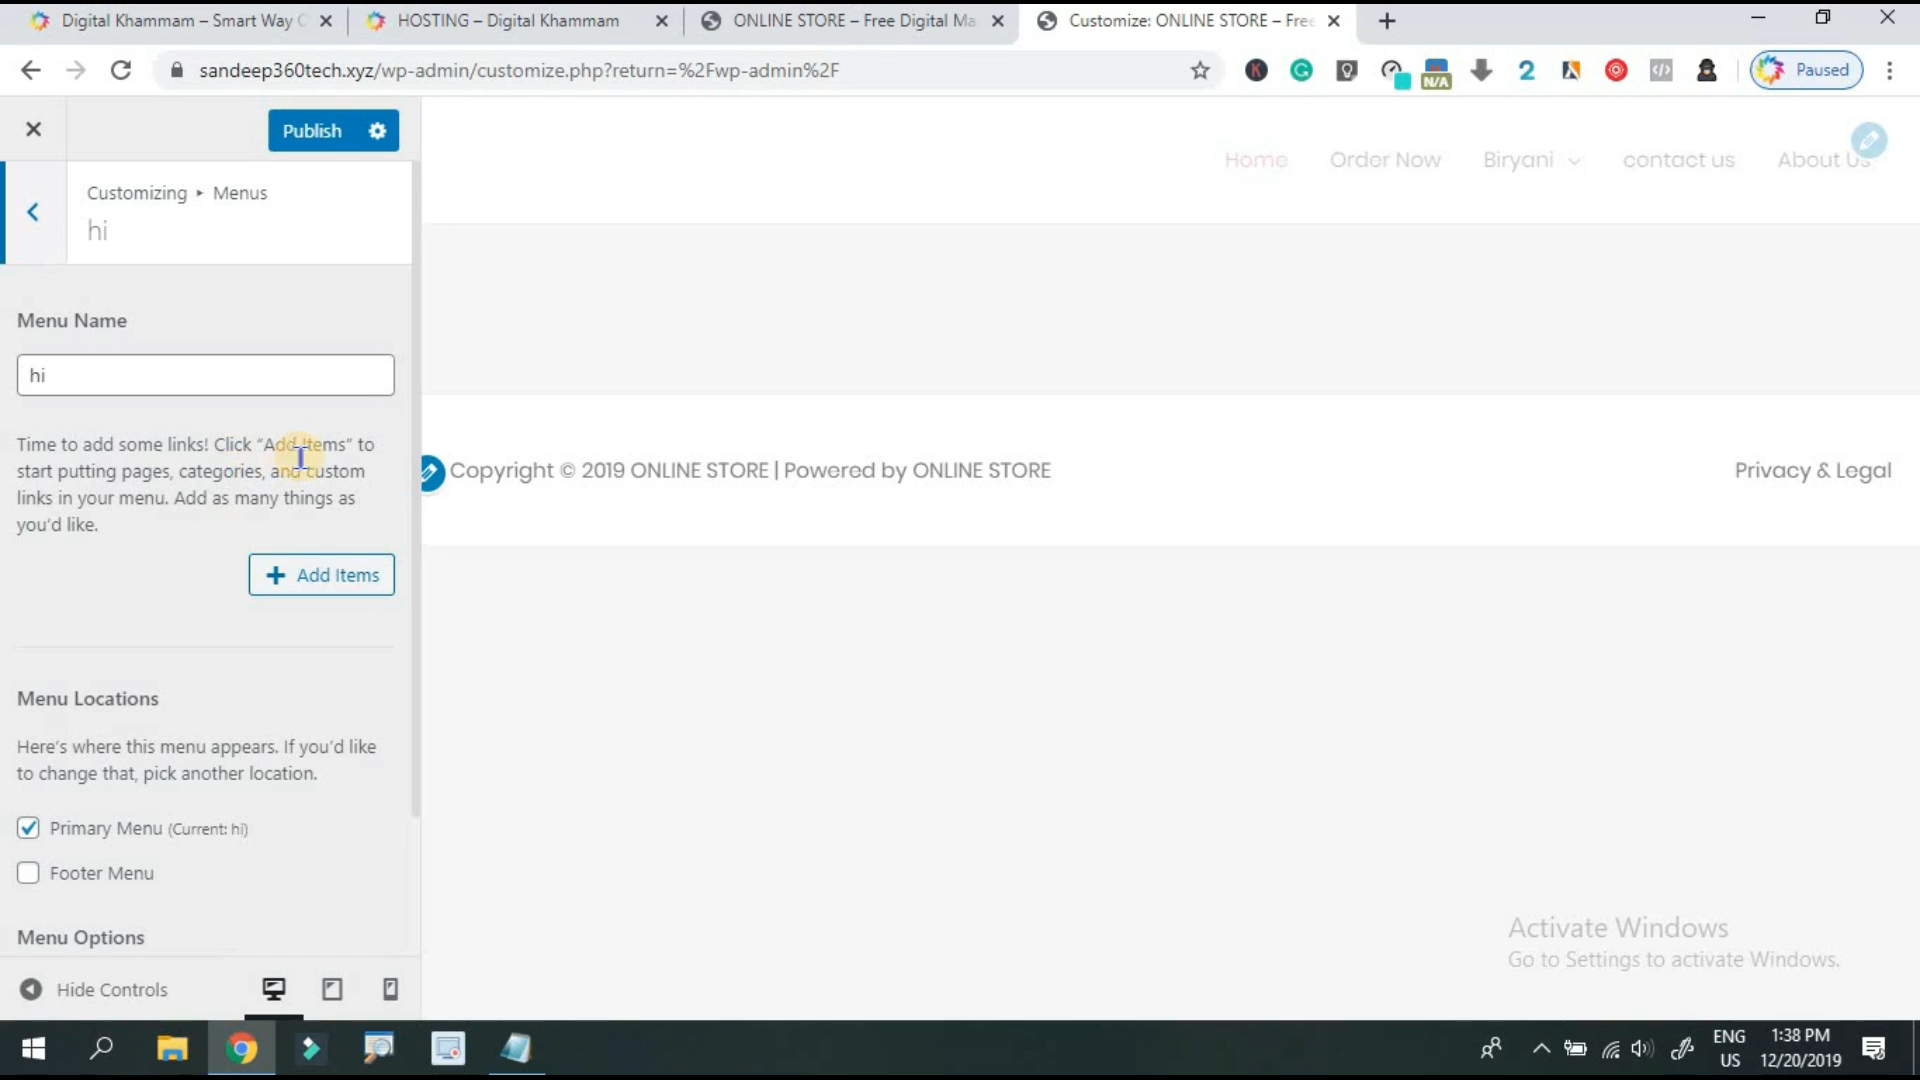 Digital Khammam – Smart Way
HOSTING – Digital Khammam
ONLINE STORE – Free Digital Ma
Customize: ONLINE STORE – Free
sandeep360tech.xyz/wp-admin/customize.php?return=%2Fwp-admin%2F
N/A
2
Paused
Publish
Home
Order Now
Biryani
contact us
About Us
Customizing ▸ Menus
hi
Menu Name
hi
Time to add some links! Click “Add Items” to
start putting pages, categories, and custom
links in your menu. Add as many things as
you'd like.
Copyright © 2019 ONLINE STORE | Powered by ONLINE STORE
Privacy & Legal
+ Add Items
Menu Locations
Here's where this menu appears. If you'd like
to change that, pick another location.
Primary Menu (Current: hi)
Footer Menu
Menu Options
Activate Windows
Go to Settings to activate Windows.
Hide Controls
ENG
US
1:38 PM
12/20/2019